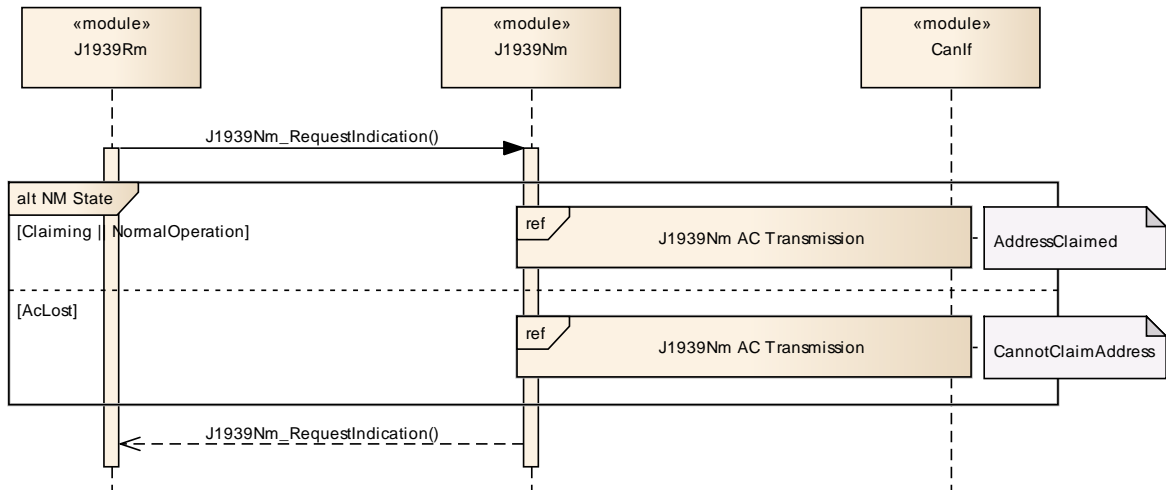 «module»
J1939Rm
«module»
J1939Nm
«module»
CanIf
J1939Nm_RequestIndication()
alt NM State
[Claiming || NormalOperation]
ref
J1939Nm AC Transmission
AddressClaimed
[AcLost]
ref
J1939Nm AC Transmission
CannotClaimAddress
J1939Nm_RequestIndication()